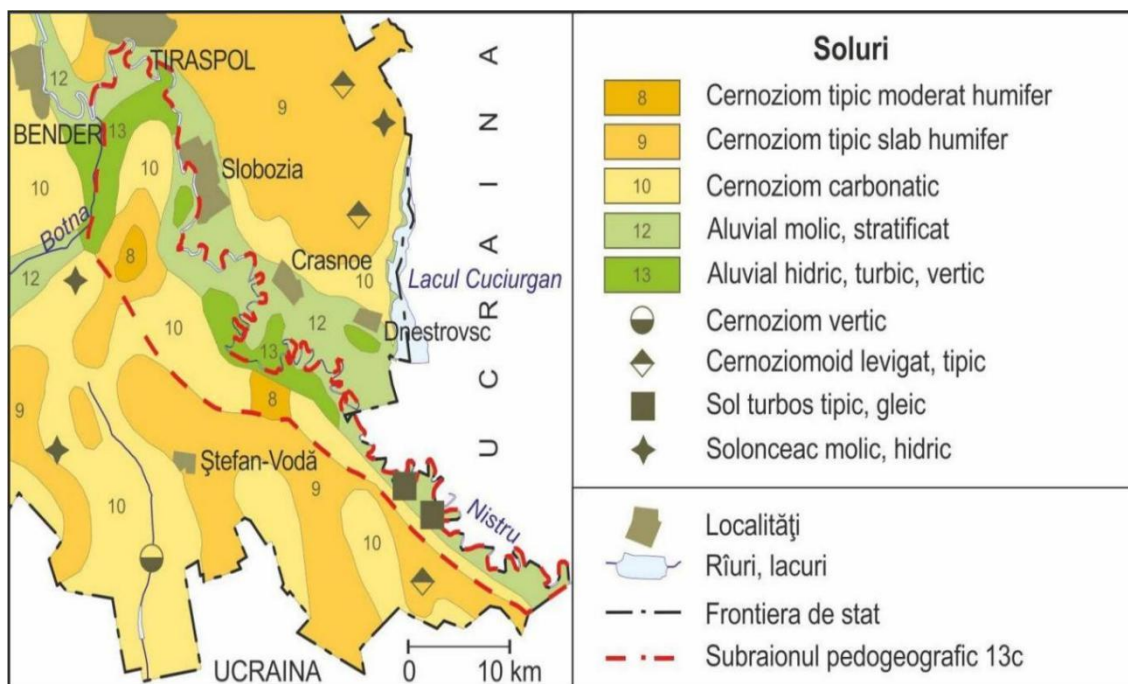 TIRASPOL
12
9
BENDER
13
10
Slobozia
10
Botna
8
Crasnoe
10
Lacul Cuciurgan
12
10
12
Dnestrovsc
13
9
8
Ştefan-Vodă
10
9
Nistru
10
UCRAINA
UCRAINA
0 10 km
Soluri
8 Cernoziom tipic moderat humifer
9 Cernoziom tipic slab humifer
10 Cernoziom carbonatic
12 Aluvial molic, stratificat
13 Aluvial hidric, turbic, vertic
Cernoziom vertic
Cernoziomoid levigat, tipic
Sol turbos tipic, gleic
Solonceac molic, hidric
Localităţi
Rîuri, lacuri
Frontiera de stat
Subraionul pedogeografic 13c